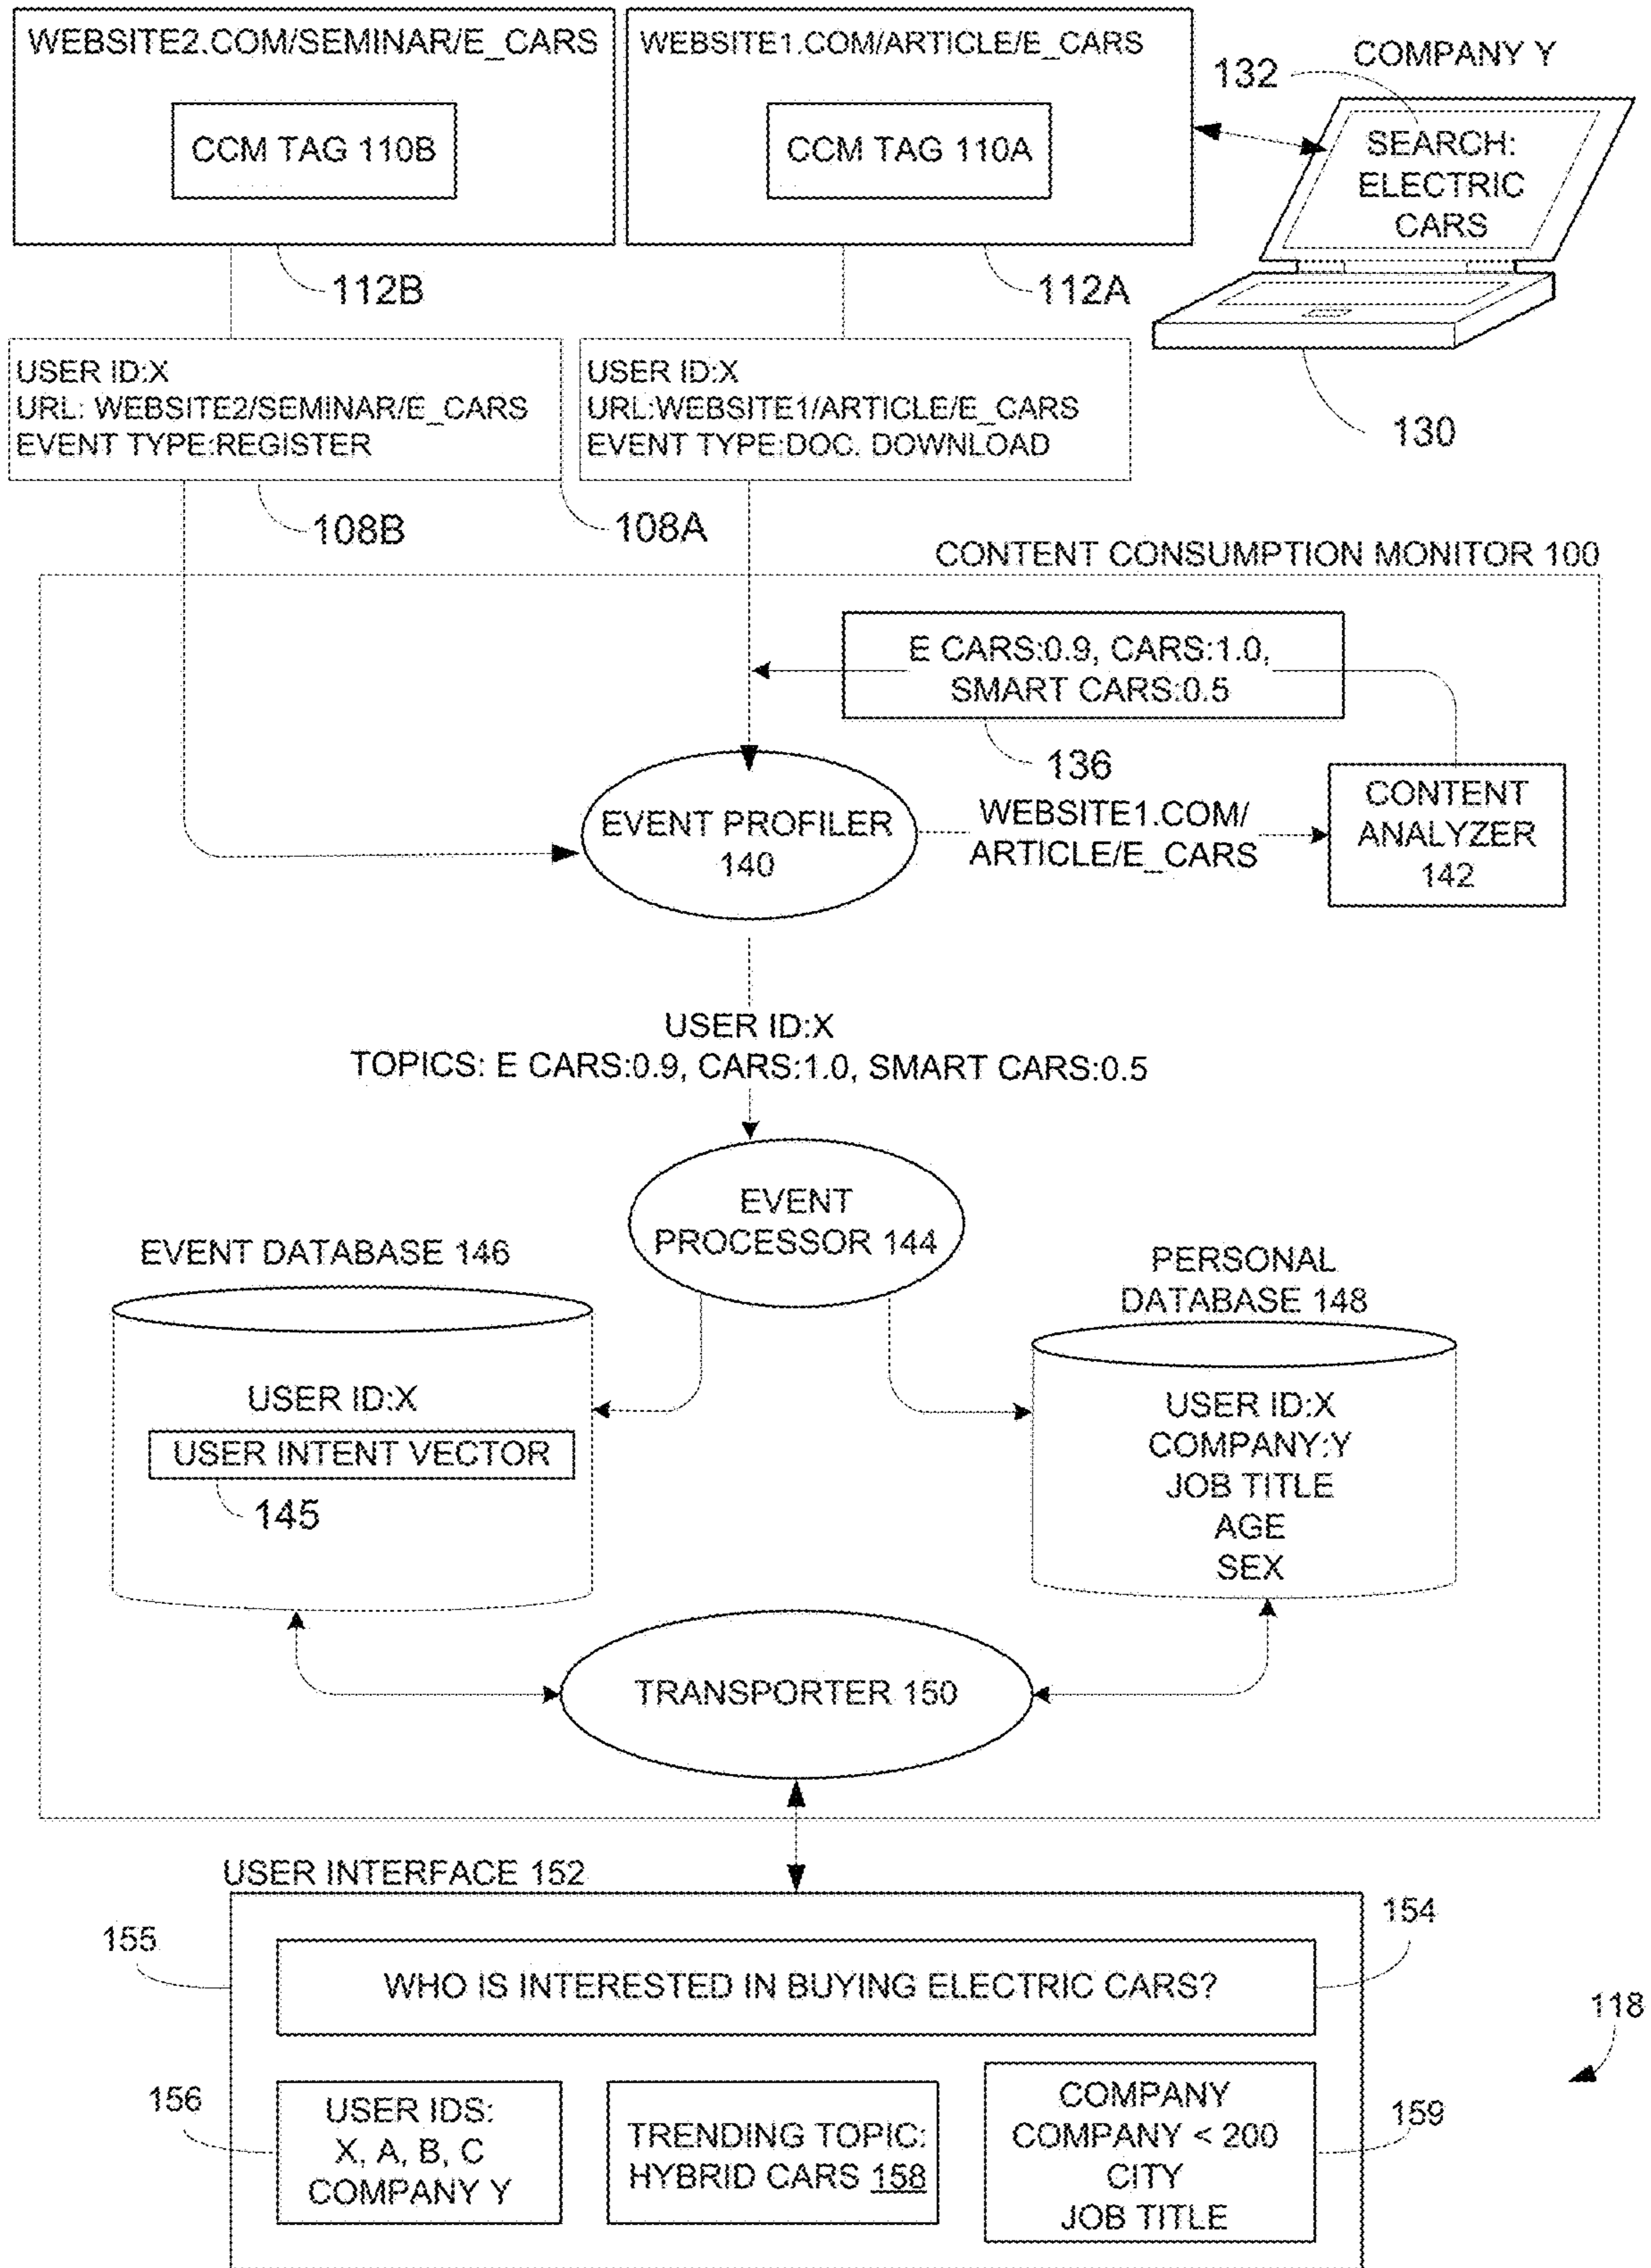 WEBSITE2.COM/SEMINAR/E_CARS
CCM TAG 110B
112B
WEBSITE1.COM/ARTICLE/E_CARS
CCM TAG 110A
112A
COMPANY Y
132
SEARCH:
ELECTRIC
CARS
130
USER ID:X
URL: WEBSITE2/SEMINAR/E_CARS
EVENT TYPE:REGISTER
108B
USER ID:X
URL:WEBSITE1/ARTICLE/E_CARS
EVENT TYPE:DOC. DOWNLOAD
108A
CONTENT CONSUMPTION MONITOR 100
E CARS:0.9, CARS:1.0,
SMART CARS:0.5
136
EVENT PROFILER
140
WEBSITE1.COM/
ARTICLE/E_CARS
CONTENT
ANALYZER
142
USER ID:X
TOPICS: E CARS:0.9, CARS:1.0, SMART CARS:0.5
EVENT
PROCESSOR 144
EVENT DATABASE 146
USER ID:X
USER INTENT VECTOR
145
PERSONAL
DATABASE 148
USER ID:X
COMPANY:Y
JOB TITLE
AGE
SEX
TRANSPORTER 150
USER INTERFACE 152
155
154
WHO IS INTERESTED IN BUYING ELECTRIC CARS?
118
156
USER IDS:
X, A, B, C
COMPANY Y
TRENDING TOPIC:
HYBRID CARS 158
COMPANY
COMPANY < 200
CITY
JOB TITLE
159